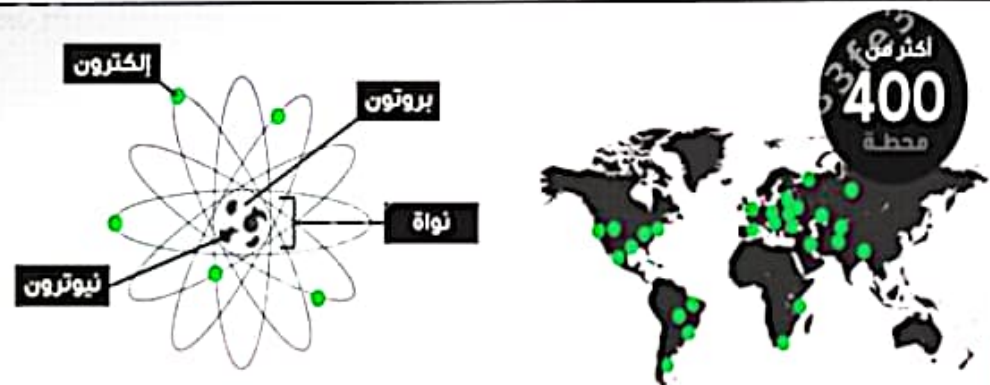 إلكترون
بروتون
نواة
نيوترون
أكثر من
400
محطة